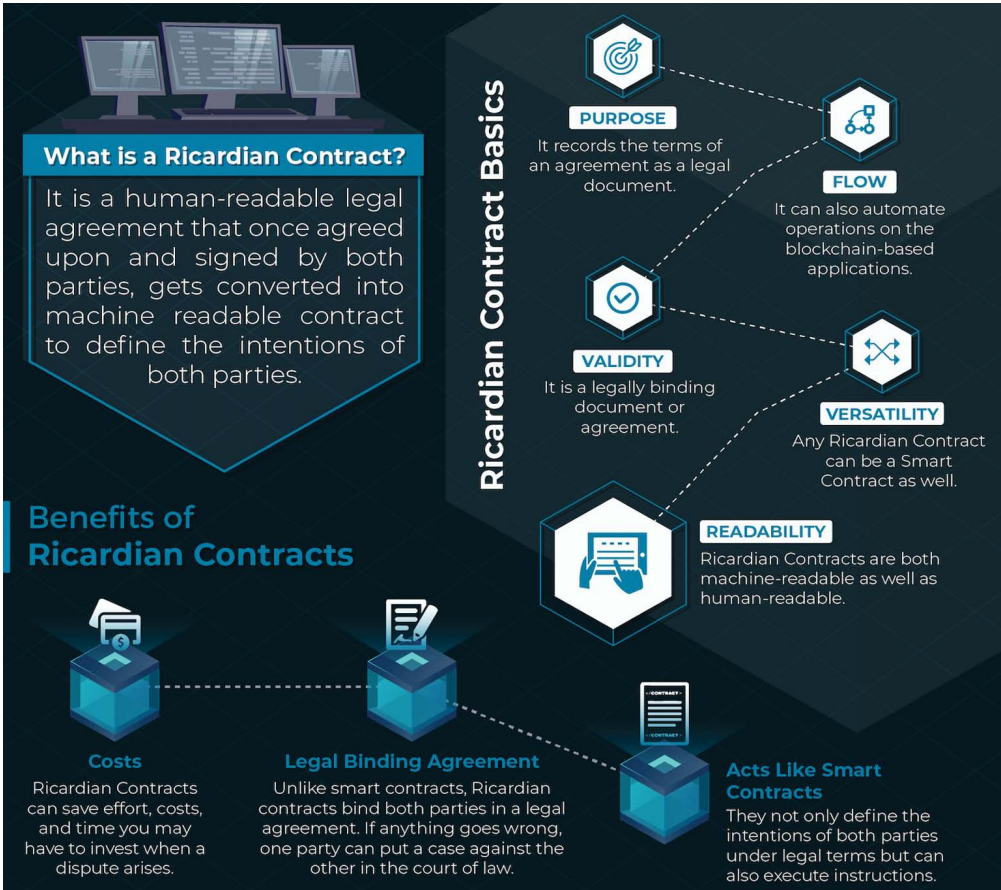 What is a Ricardian Contract?
It is a human-readable legal
agreement that once agreed
upon and signed by both
parties, gets converted into
machine readable contract
to define the intentions of
both parties.
Ricardian Contract Basics
PURPOSE
It records the terms of
an agreement as a legal
document.
FLOW
It can also automate
operations on the
blockchain-based
applications.
VALIDITY
It is a legally binding
document or
agreement.
VERSATILITY
Any Ricardian Contract
can be a Smart
Contract as well.
READABILITY
Ricardian Contracts are both
machine-readable as well as
human-readable.
Benefits of
Ricardian Contracts
Costs
Ricardian Contracts
can save effort, costs,
and time you may
have to invest when a
dispute arises.
Legal Binding Agreement
Unlike smart contracts, Ricardian
contracts bind both parties in a legal
agreement. If anything goes wrong,
one party can put a case against the
other in the court of law.
</CONTRACT>
</CONTRACT>
Acts Like Smart
Contracts
They not only define the
intentions of both parties
under legal terms but can
also execute instructions.